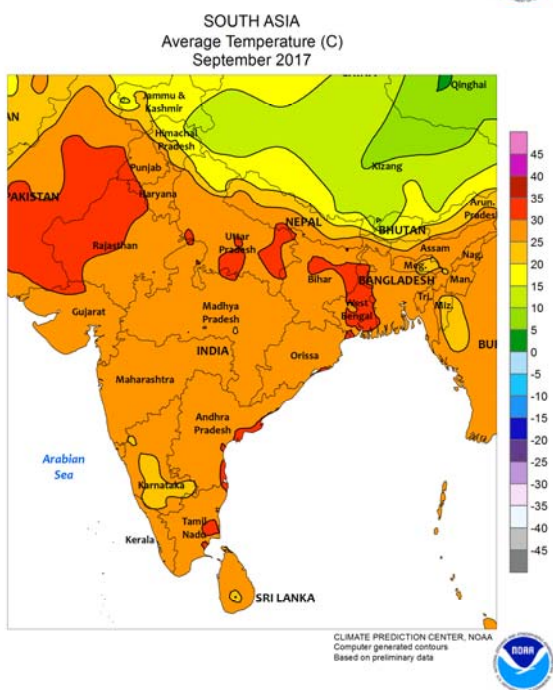 SOUTH ASIA
Average Temperature (C)
September 2017
Qinghai
Jammu &
Kashmir
Himachal
Pradesh
Xizang
Punjab
Haryana
PAKISTAN
Arun.
Pradesh
NEPAL
BHUTAN
Rajasthan
Uttar
Pradesh
Assam
Nag.
Meg.
Bihar
BANGLADESH
Man.
Tri.
Miz.
Gujarat
Madhya
Pradesh
West
Bengal
INDIA
Orissa
BU
Maharashtra
Andhra
Pradesh
Arabian
Sea
Karnataka
Tamil
Nadu
Kerala
SRI LANKA
45
40
35
30
25
20
15
10
5
0
-5
-10
-15
-20
-25
-30
-35
-40
-45
CLIMATE PREDICTION CENTER, NOAA
Computer generated contours
Based on preliminary data
NOAA